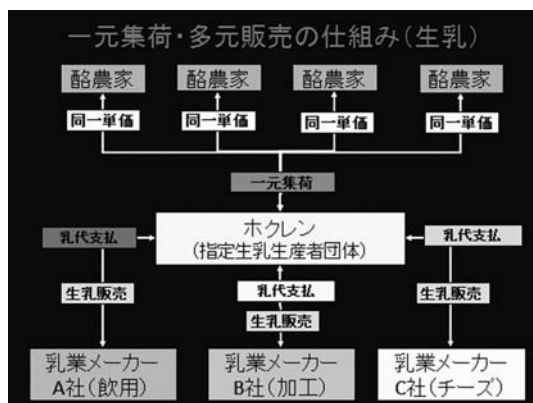 一元集荷・多元販売の仕組み(生乳)
酪農家 酪農家 酪農家 酪農家
同一単価 同一単価 同一単価 同一単価
一元集荷
ホクレン
(指定生乳生産者団体)
乳代支払 乳代支払
乳代支払
生乳販売 生乳販売
生乳販売
乳業メーカー 乳業メーカー 乳業メーカー
A社(飲用) B社(加工) C社(チーズ)